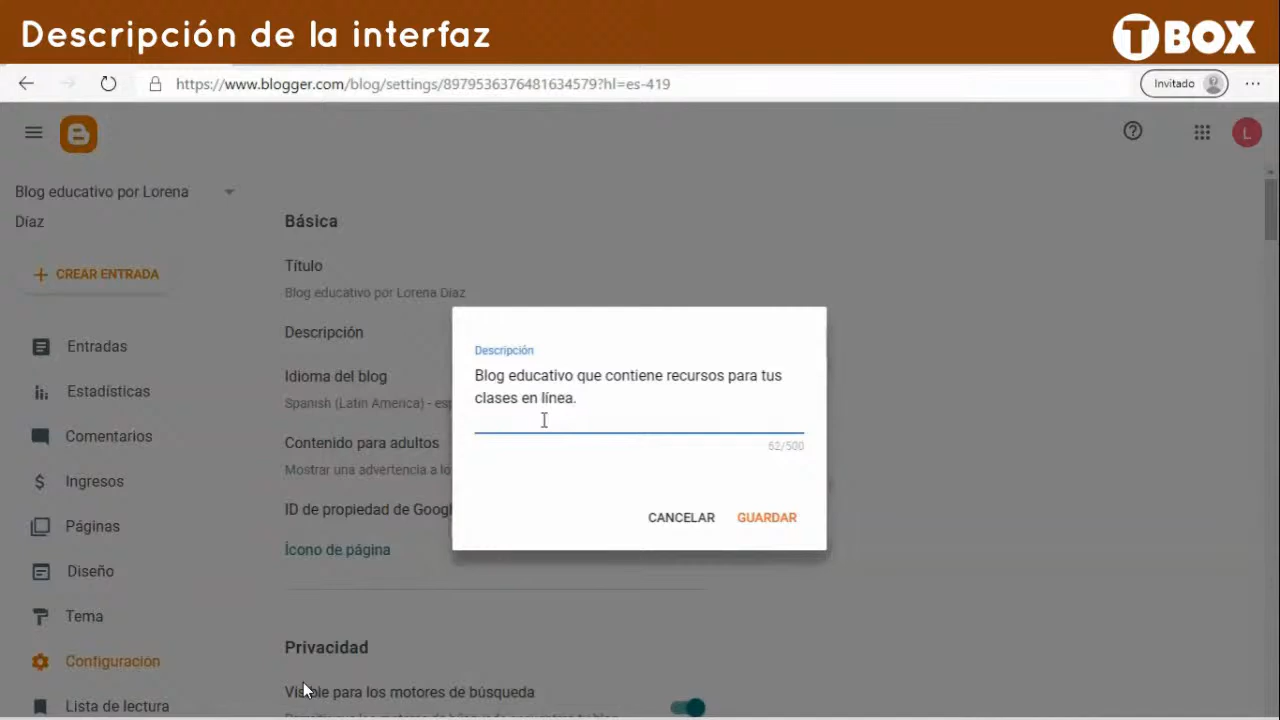 Descripción de la interfaz
T BOX
https://www.blogger.com/blog/settings/8979536376481634579?hl=es-419
Invitado
L
Blog educativo por Lorena
Díaz
CREAR ENTRADA
Entradas
Estadísticas
Comentarios
Ingresos
Páginas
Diseño
Tema
Configuración
Lista de lectura
Básica
Título
Blog educativo por Lorena Díaz
Descripción
Idioma del blog
Spanish (Latin America) - esp
Contenido para adultos
Mostrar una advertencia a lo
ID de propiedad de Goog
Ícono de página
Privacidad
Visible para los motores de búsqueda
Descripción
Blog educativo que contiene recursos para tus
clases en línea.
62/500
CANCELAR
GUARDAR